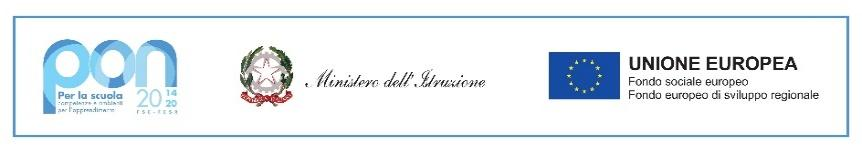 pon
Per la scuola
competenze e ambienti
per l'apprendimento
2014
20
FSE-FESR
Ministero dell'Istruzione
UNIONE EUROPEA
Fondo sociale europeo
Fondo europeo di sviluppo regionale